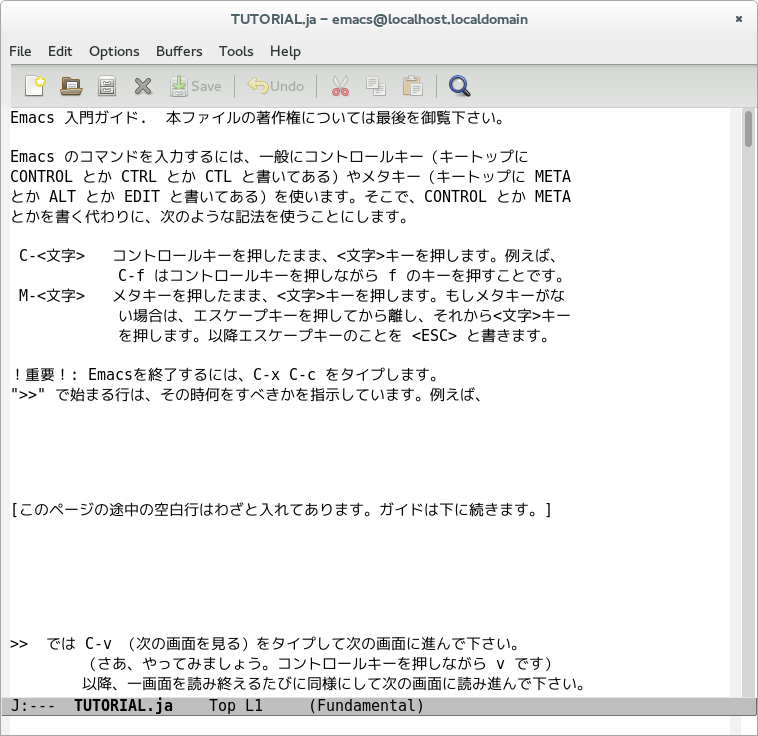 TUTORIAL.ja – emacs@localhost.localdomain
File Edit Options Buffers Tools Help
Save Undo
Emacs 入門ガイド.  本ファイルの著作権については最後を御覧下さい。
Emacs のコマンドを入力するには、一般にコントロールキー（キートップに
CONTROL とか CTRL とか CTL と書いてある）やメタキー（キートップに META
とか ALT とか EDIT と書いてある）を使います。そこで、CONTROL とか META
とかを書く代わりに、次のような記法を使うことにします。
C-<文字>   コントロールキーを押したまま、<文字>キーを押します。例えば、
C-f はコントロールキーを押しながら f のキーを押すことです。
M-<文字>   メタキーを押したまま、<文字>キーを押します。もしメタキーがな
い場合は、エスケープキーを押してから離し、それから<文字>キー
を押します。以降エスケープキーのことを <ESC> と書きます。
！重要！: Emacsを終了するには、C-x C-c をタイプします。
">>" で始まる行は、その時何をすべきかを指示しています。例えば、
[このページの途中の空白行はわざと入れてあります。ガイドは下に続きます。]
>>  では C-v （次の画面を見る）をタイプして次の画面に進んで下さい。
（さあ、やってみましょう。コントロールキーを押しながら v です）
以降、一画面を読み終えるたびに同様にして次の画面に読み進んで下さい。
J:---  TUTORIAL.ja    Top L1     (Fundamental)